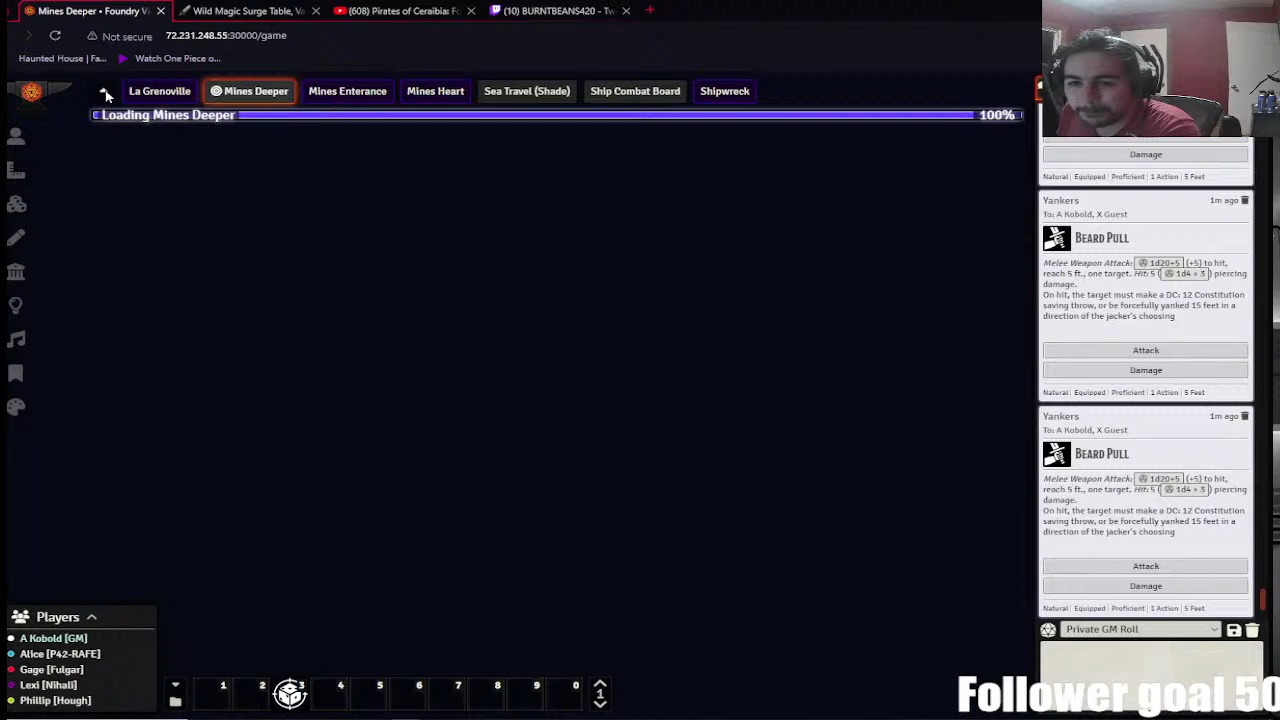 Mines Deeper • Foundry Vi
Wild Magic Surge Table, Va
(608) Pirates of Ceraibia: Fo
(10) BURNTBEANS420 - Tw
Not secure
72.231.248.55:30000/game
Haunted House | Fa...
Watch One Piece o...
La Grenoville
Mines Deeper
Mines Enterance
Mines Heart
Sea Travel (Shade)
Ship Combat Board
Shipwreck
Loading Mines Deeper
100%
Damage
Natural Equipped Proficient 1 Action 5 Feet
Yankers
1m ago
To: A Kobold, X Guest
Beard Pull
Melee Weapon Attack: 1d20+5 (+5) to hit,
reach 5 ft., one target. Hit: 5 ( 1d4 + 3 ) piercing
damage.
On hit, the target must make a DC: 12 Constitution
saving throw, or be forcefully yanked 15 feet in a
direction of the jacker's choosing
Attack
Damage
Natural Equipped Proficient 1 Action 5 Feet
Yankers
1m ago
To: A Kobold, X Guest
Beard Pull
Melee Weapon Attack: 1d20+5 (+5) to hit,
reach 5 ft., one target. Hit: 5 ( 1d4 + 3 ) piercing
damage.
On hit, the target must make a DC: 12 Constitution
saving throw, or be forcefully yanked 15 feet in a
direction of the jacker's choosing
Attack
Damage
Natural Equipped Proficient 1 Action 5 Feet
Private GM Roll
Players
A Kobold [GM]
Alice [P42-RAFE]
Gage [Fulgar]
Lexi [Nihall]
Phillip [Hough]
1 2 3 4 5 6 7 8 9 0
1
Follower goal 50